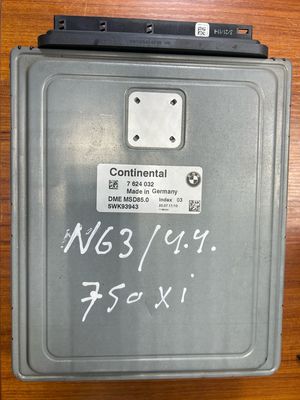 Continental
7 624 032
Made in Germany
DME MSD85.0 Index 03
5WK93943
N63/4.4.
750xi